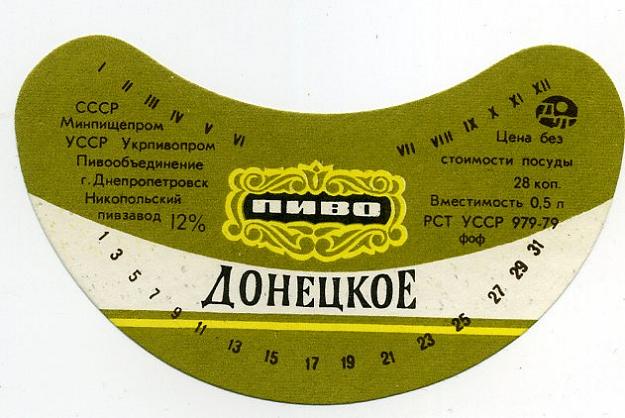 I II III IV V VI
VII VIII IX X XI XII
СССР
Минпищепром
УССР Укрпивопром
Пивообъединение
г. Днепропетровск
Никопольский
пивзавод 12%
Цена без
стоимости посуды
28 коп.
Вместимость 0,5 л
РСТ УССР 979-79
фоф
ПИВО
ДОНЕЦКОЕ
1 3 5 7 9 11 13 15 17 19 21 23 25 27 29 31